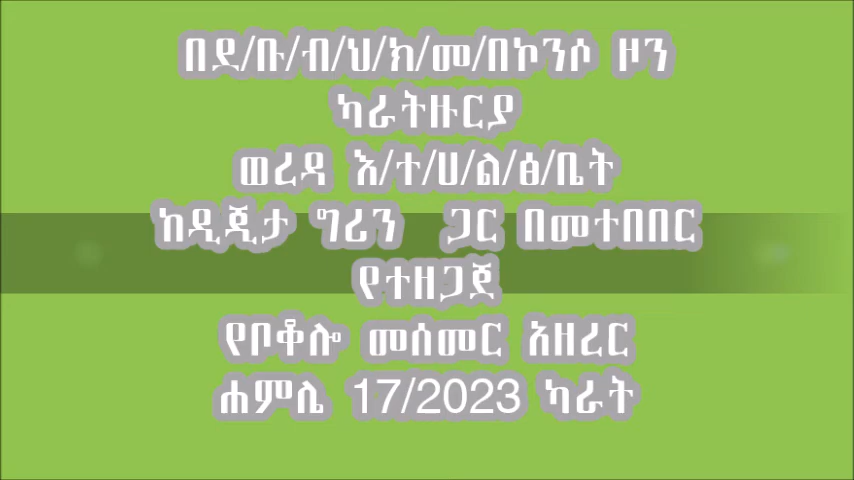 በደ/ቡ/ብ/ህ/ክ/መ/በኮንሶ ዞን
ካራትዙርያ
ወረዳ እ/ተ/ሀ/ል/ፅ/ቤት
ከዲጂታ ግሪን ጋር በመተበበር
የተዘጋጀ
የቦቆሎ መሰመር አዘረር
ሐምሌ 17/2023 ካራት